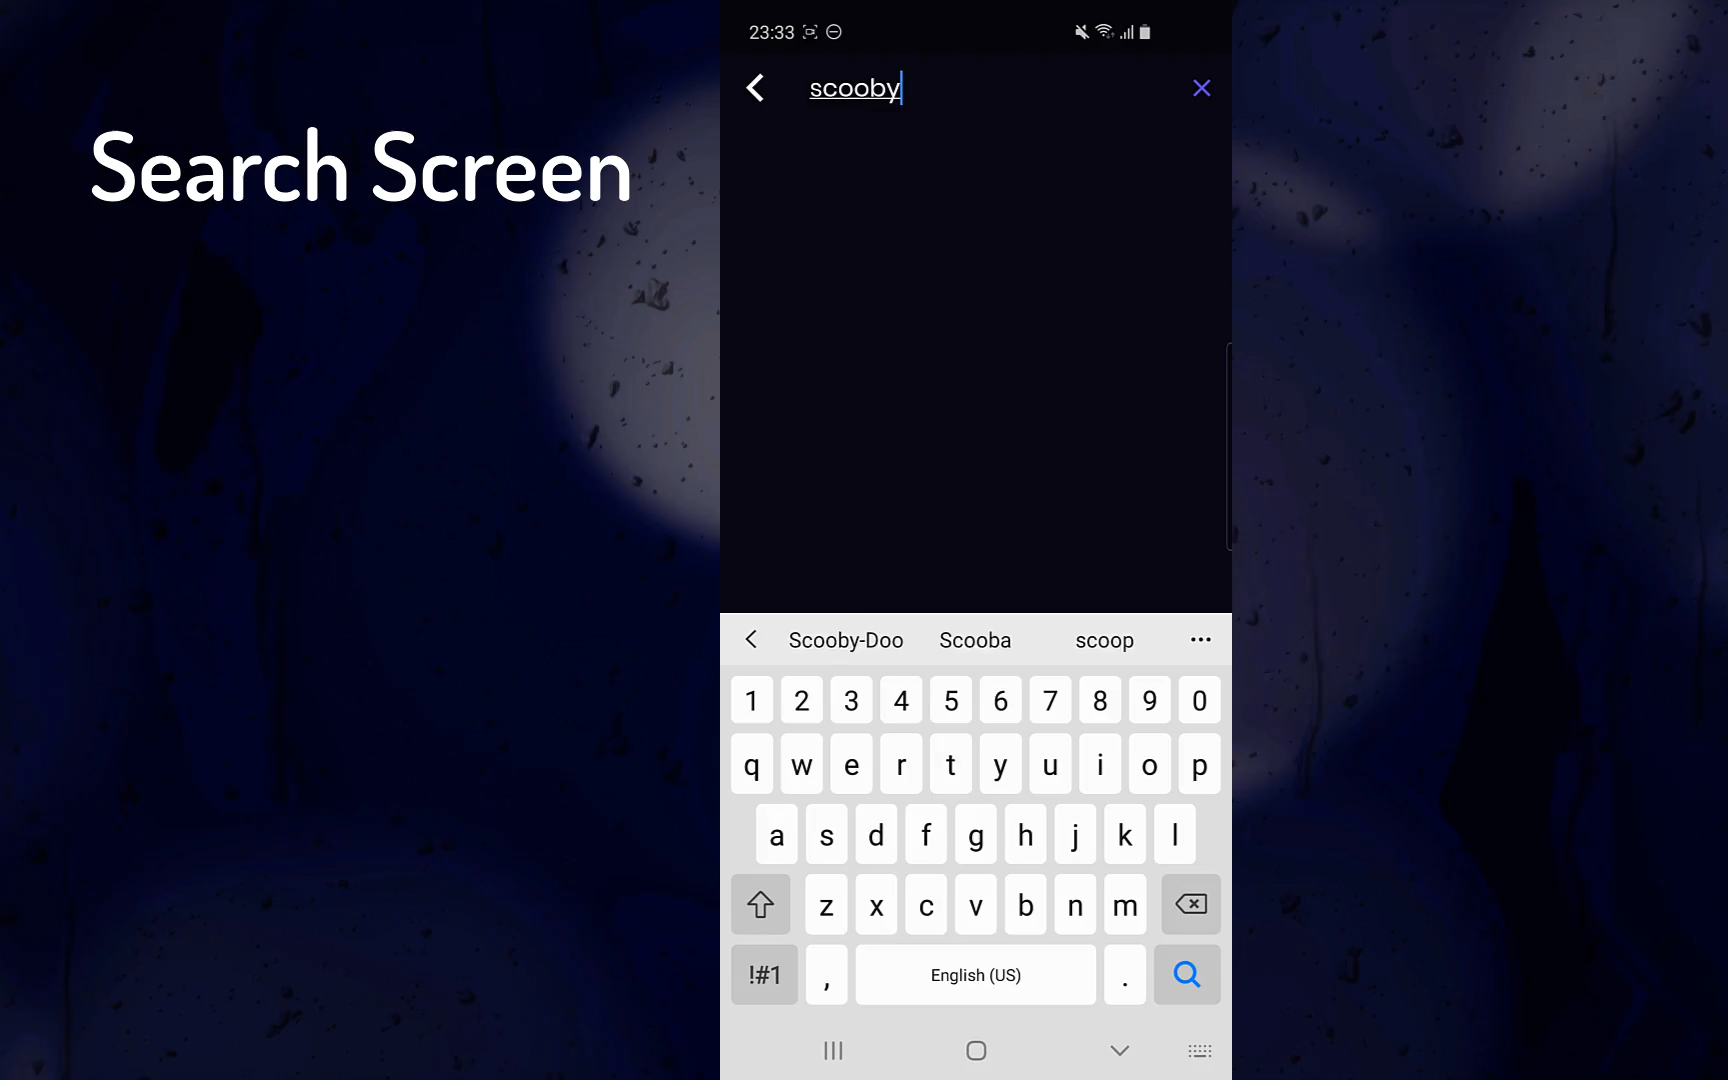 Search Screen
23:33
scooby
Scooby-Doo Scooba scoop
1 2 3 4 5 6 7 8 9 0
q w e r t y u i o p
a s d f g h j k l
z x c v b n m
!#1 , English (US) .